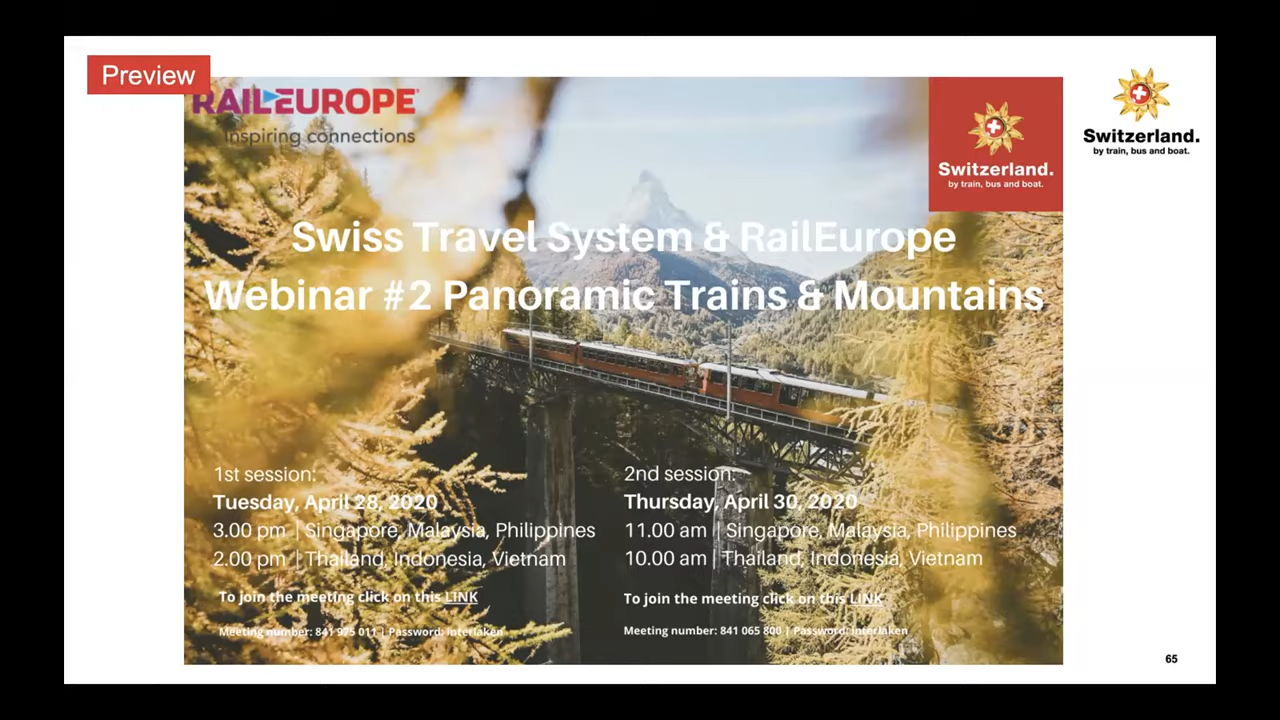 Preview
RAILEUROPE
inspiring connections
Switzerland.
by train, bus and boat.
Switzerland.
by train, bus and boat.
Swiss Travel System & RailEurope
Webinar #2 Panoramic Trains & Mountains
1st session:
Tuesday, April 28, 2020
3.00 pm | Singapore, Malaysia, Philippines
2.00 pm | Thailand, Indonesia, Vietnam
To join the meeting click on this LINK
Meeting number: 841 975 011 | Password: Interlaken
2nd session:
Thursday, April 30, 2020
11.00 am | Singapore, Malaysia, Philippines
10.00 am | Thailand, Indonesia, Vietnam
To join the meeting click on this LINK
Meeting number: 841 065 800 | Password: Interlaken
65